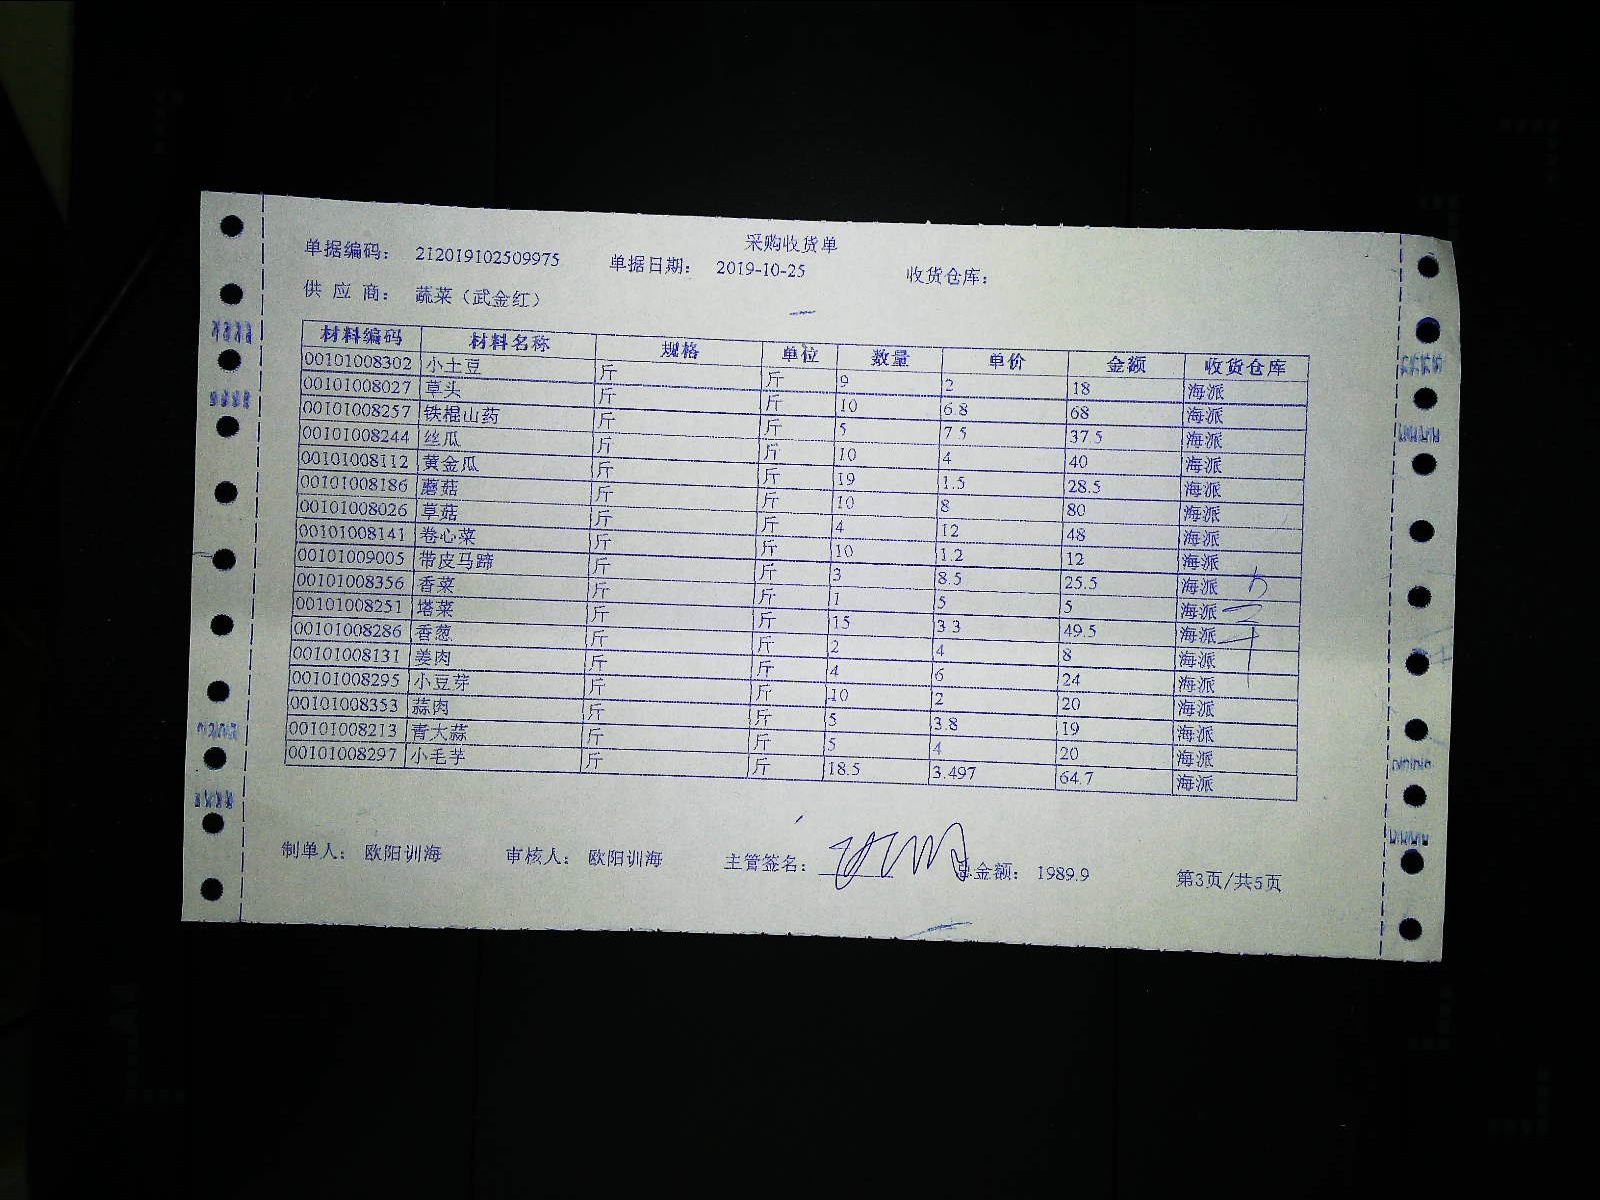 采购收货单
单据编码： 212019102509975 单据日期： 2019-10-25 收货仓库：
供 应 商： 蔬菜（武金红）
材料编码 材料名称 规格 单位 数量 单价 金额 收货仓库
00101008302 小土豆 斤 斤 9 2 18 海派
00101008027 草头 斤 斤 10 6.8 68 海派
00101008257 铁棍山药 斤 斤 5 7.5 37.5 海派
00101008244 丝瓜 斤 斤 10 4 40 海派
00101008112 黄金瓜 斤 斤 19 1.5 28.5 海派
00101008186 蘑菇 斤 斤 10 8 80 海派
00101008026 草菇 斤 斤 4 12 48 海派
00101008141 卷心菜 斤 斤 10 1.2 12 海派
00101009005 带皮马蹄 斤 斤 3 8.5 25.5 海派
00101008356 香菜 斤 斤 1 5 5 海派
00101008251 塔菜 斤 斤 15 3.3 49.5 海派
00101008286 香葱 斤 斤 2 4 8 海派
00101008131 姜肉 斤 斤 4 6 24 海派
00101008295 小豆芽 斤 斤 10 2 20 海派
00101008353 蒜肉 斤 斤 5 3.8 19 海派
00101008213 青大蒜 斤 斤 5 4 20 海派
00101008297 小毛芋 斤 斤 18.5 3.497 64.7 海派
制单人： 欧阳训海 审核人： 欧阳训海 主管签名： 总金额： 1989.9 第3页/共5页